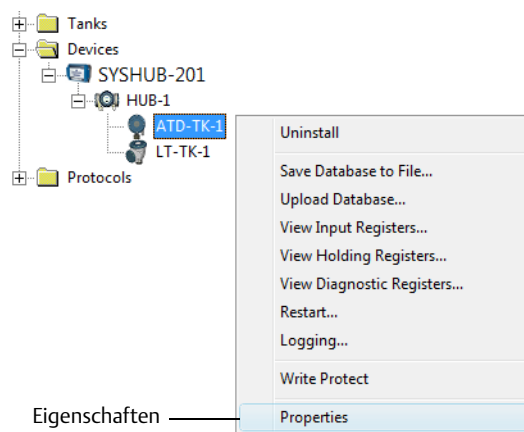 Tanks
Devices
SYSHUB-201
HUB-1
ATD-TK-1
LT-TK-1
Protocols
Uninstall
Save Database to File...
Upload Database...
View Input Registers...
View Holding Registers...
View Diagnostic Registers...
Restart...
Logging...
Write Protect
Properties
Eigenschaften